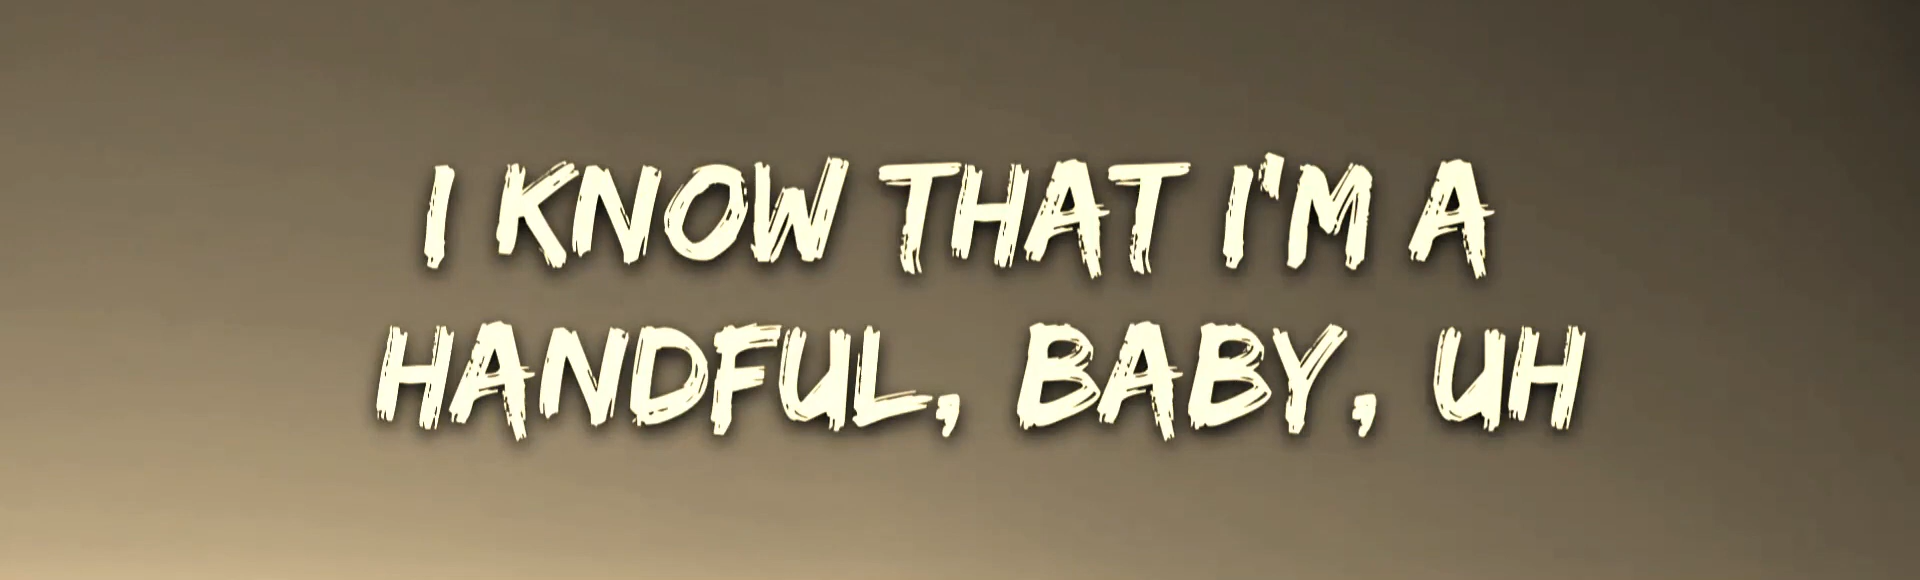 I KNOW THAT I'M A
HANDFUL, BABY, UH